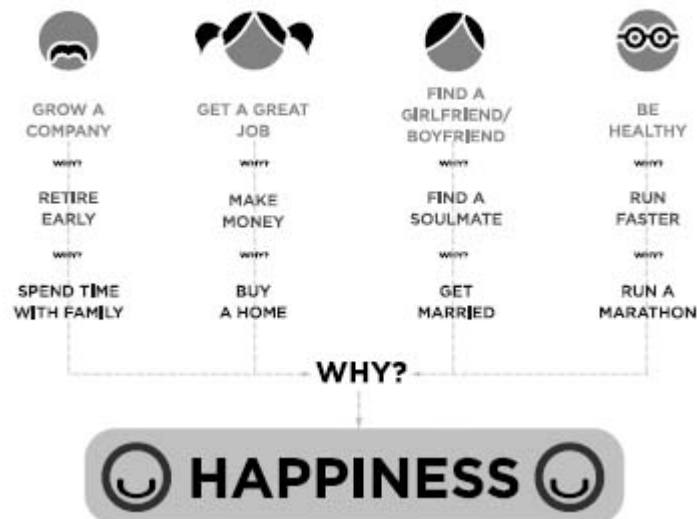 GROW A
COMPANY
WHY?
RETIRE
EARLY
WHY?
SPEND TIME
WITH FAMILY
GET A GREAT
JOB
WHY?
MAKE
MONEY
WHY?
BUY
A HOME
FIND A
GIRLFRIEND/
BOYFRIEND
WHY?
FIND A
SOULMATE
WHY?
GET
MARRIED
BE
HEALTHY
WHY?
RUN
FASTER
WHY?
RUN A
MARATHON
WHY?
HAPPINESS